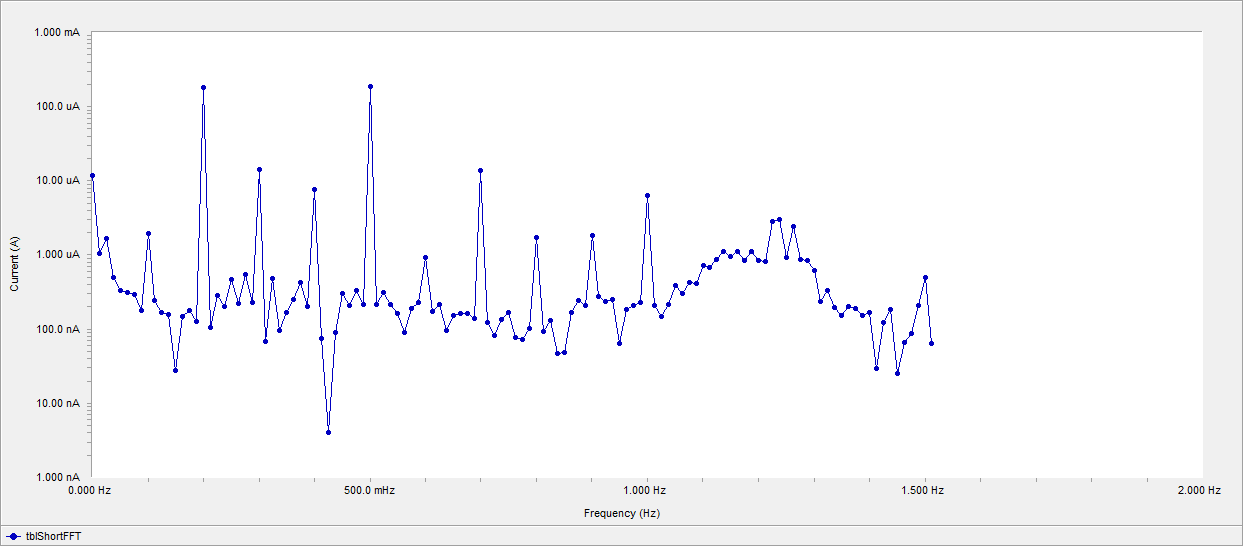 1.000 mA
100.0 uA
10.00 uA
1.000 uA
100.0 nA
10.00 nA
1.000 nA
Current (A)
0.000 Hz 500.0 mHz 1.000 Hz 1.500 Hz 2.000 Hz
Frequency (Hz)
tblShortFFT